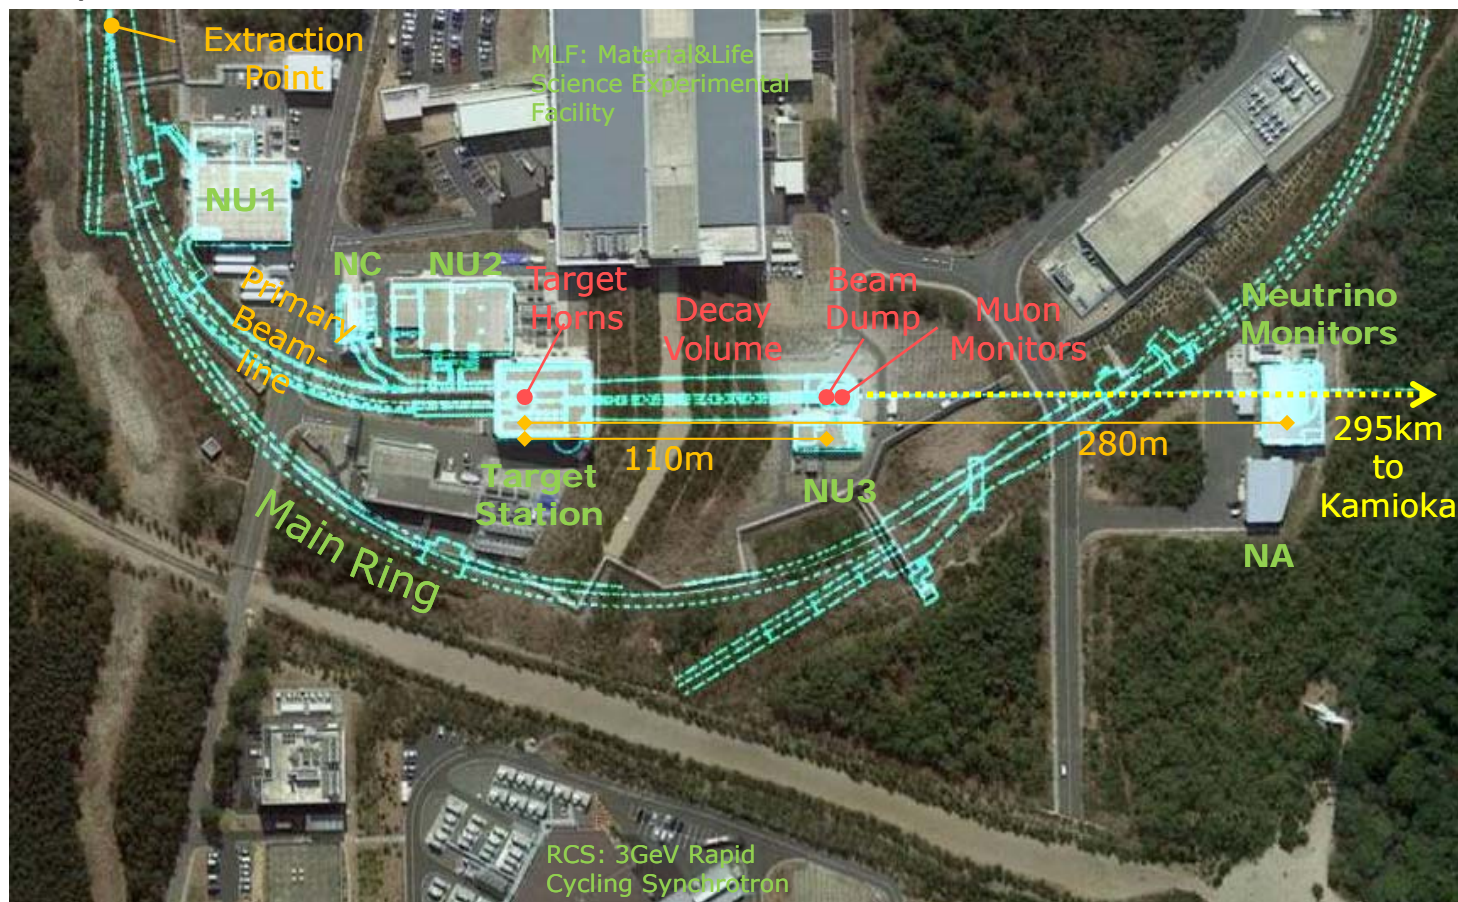 Extraction
Point
MLF: Material&Life
Science Experimental
Facility
NU1
NC
NU2
Primary
Beam-
line
Target
Horns
Decay
Volume
Beam
Dump
Muon
Monitors
Neutrino
Monitors
110m
280m
295km
to
Kamioka
Target
Station
NU3
Main Ring
NA
RCS: 3GeV Rapid
Cycling Synchrotron